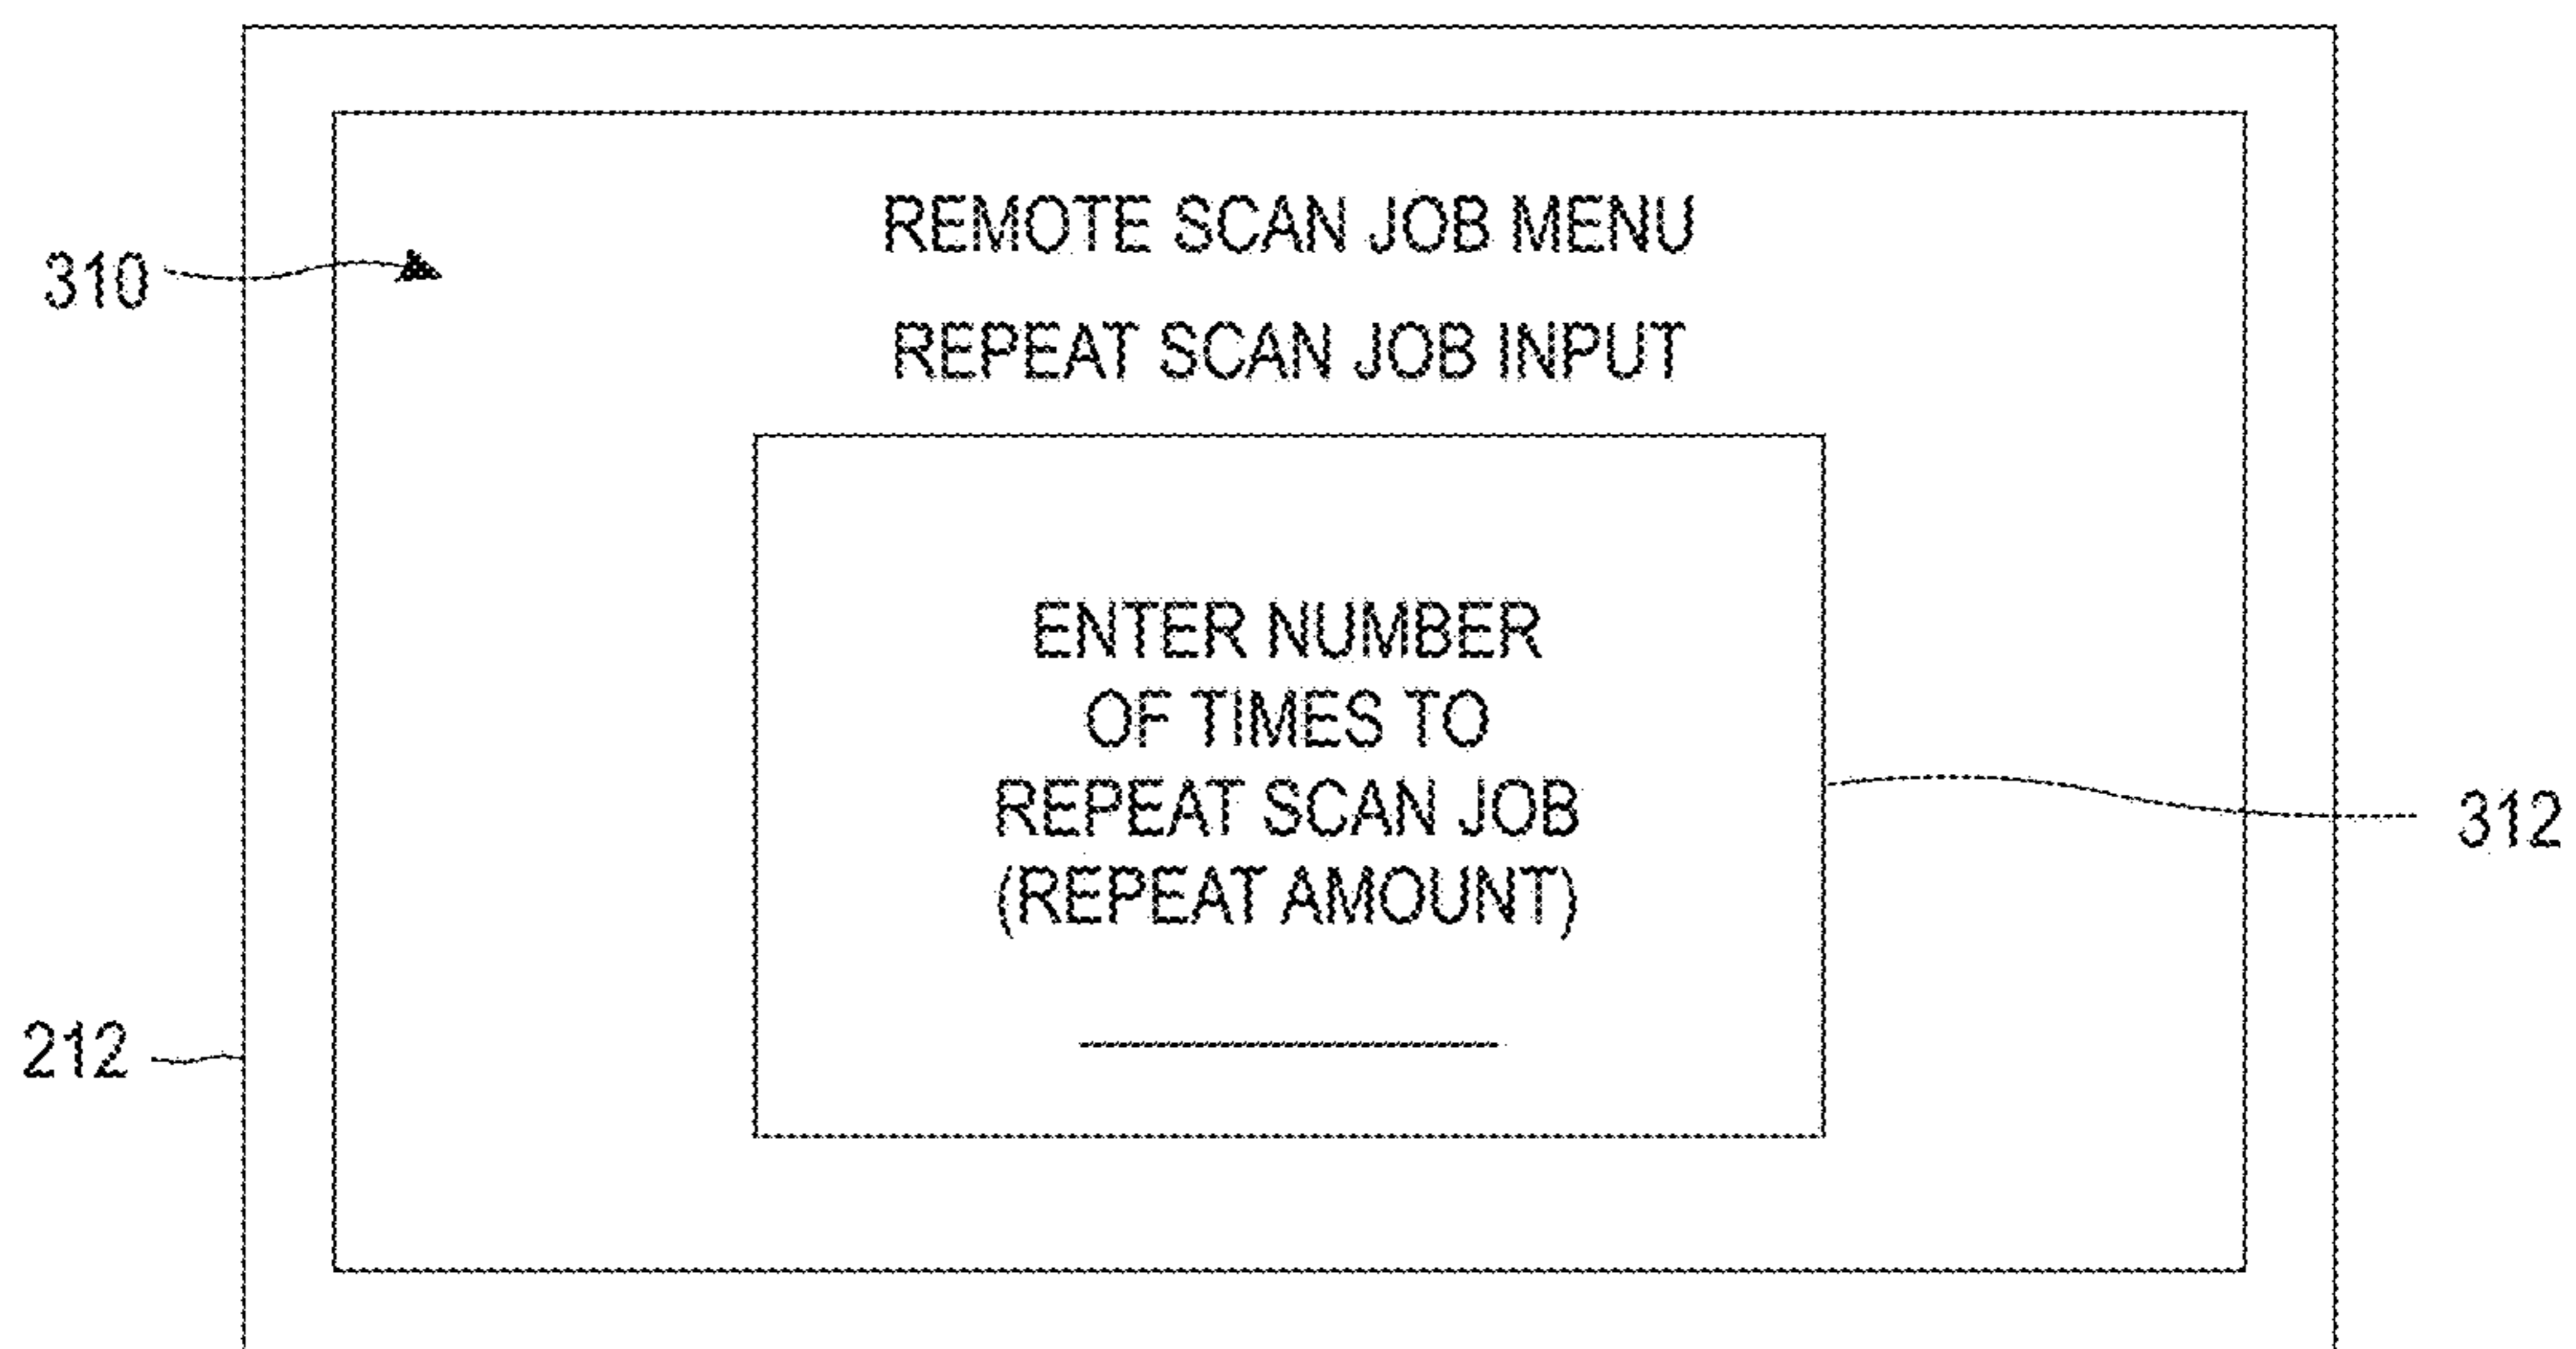 REMOTE SCAN JOB MENU
310
REPEAT SCAN JOB INPUT
ENTER NUMBER
OF TIMES TO
REPEAT SCAN JOB
312
(REPEAT AMOUNT)
212